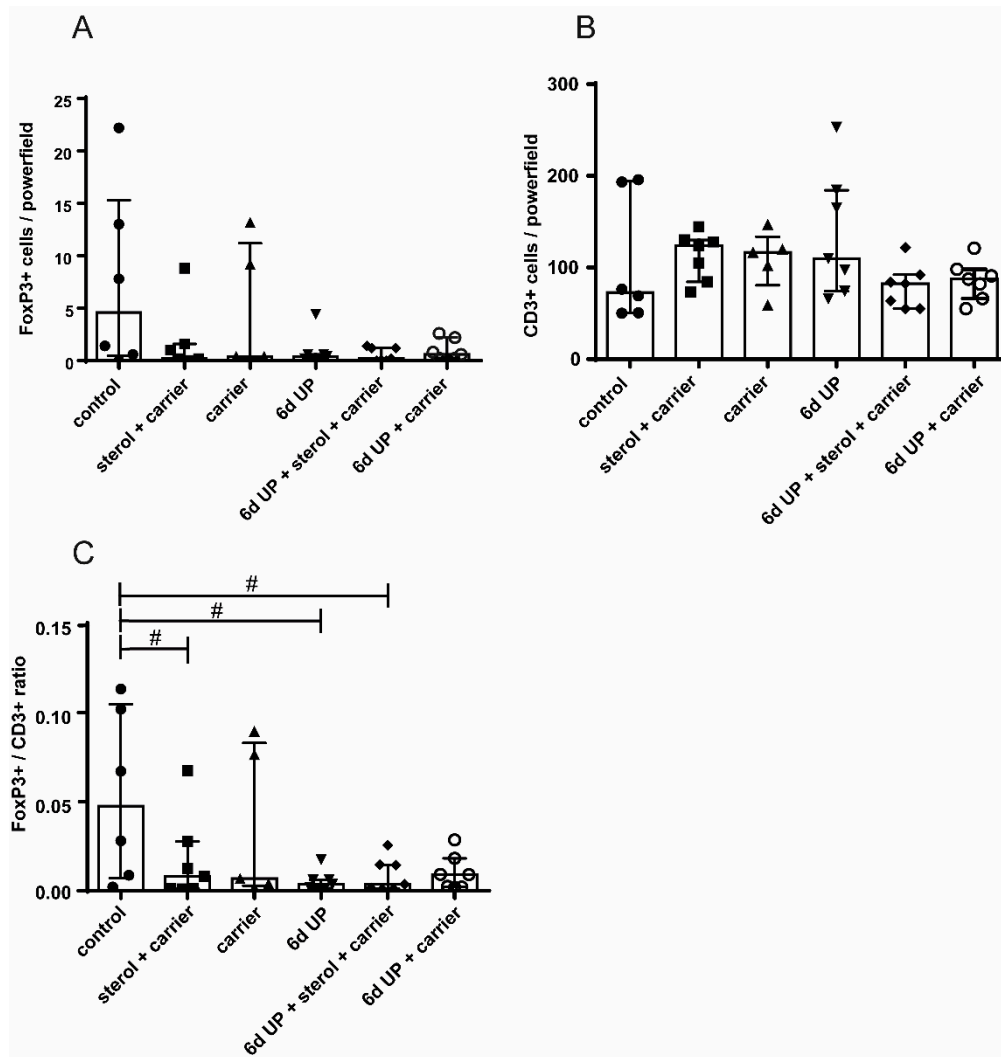 A
FoxP3+ cells / powerfield
25
20
15
10
5
0
control
sterol + carrier
carrier
6d UP
6d UP + sterol + carrier
6d UP + carrier
B
CD3+ cells / powerfield
300
200
100
0
control
sterol + carrier
carrier
6d UP
6d UP + sterol + carrier
6d UP + carrier
C
#
#
#
FoxP3+ / CD3+ ratio
0.15
0.10
0.05
0.00
control
sterol + carrier
carrier
6d UP
6d UP + sterol + carrier
6d UP + carrier